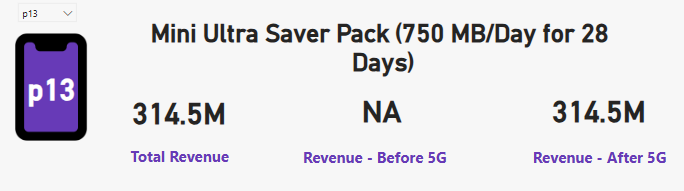 p13
Mini Ultra Saver Pack (750 MB/Day for 28
Days)
p13
314.5M
NA
314.5M
Total Revenue
Revenue - Before 5G
Revenue - After 5G